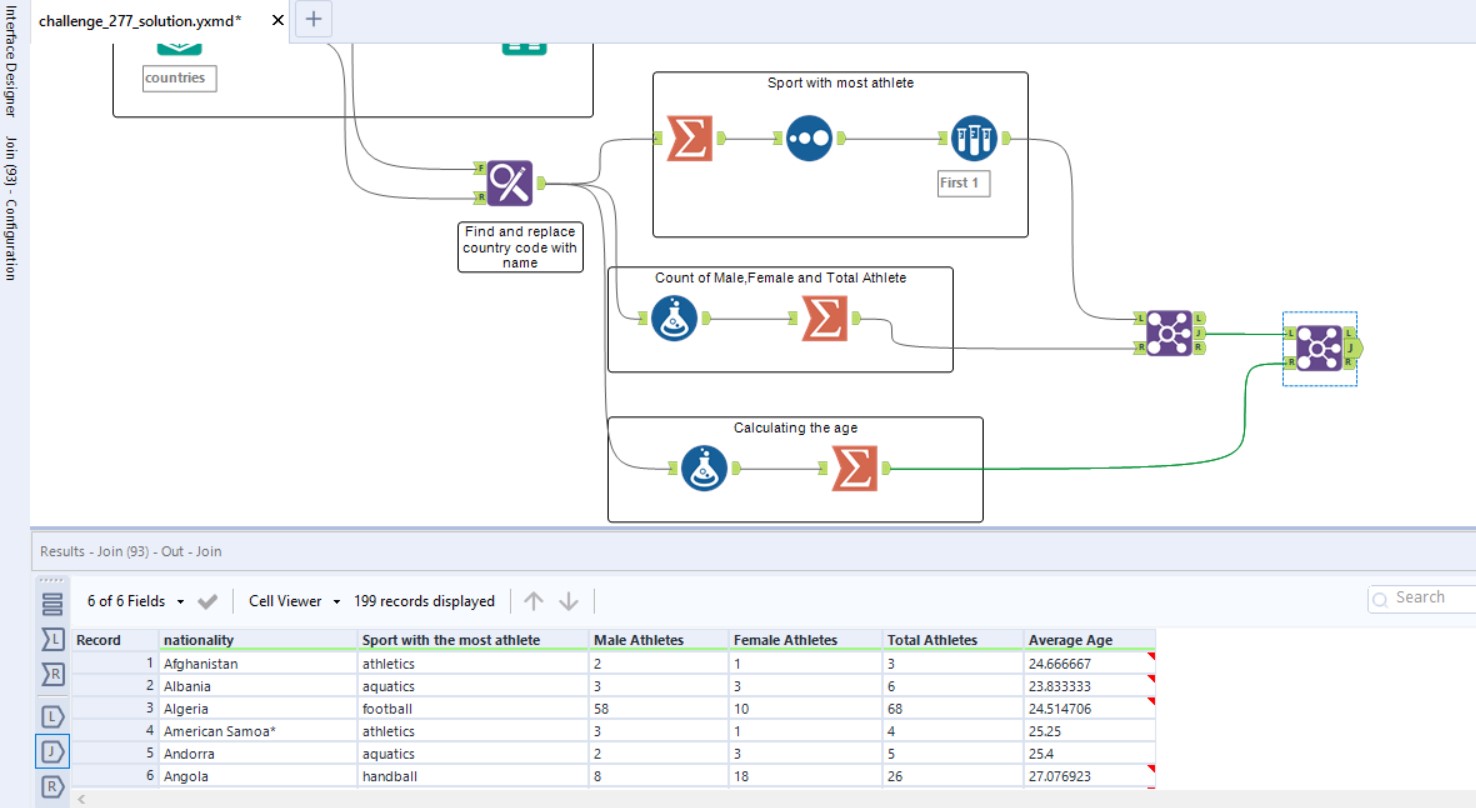 challenge_277_solution.yxmd*
Interface Designer
Join (93) - Configuration
countries
Sport with most athlete
First 1
F
R
Find and replace
country code with
name
Count of Male,Female and Total Athlete
L
R
L
J
R
L
R
L
J
R
Calculating the age
Results - Join (93) - Out - Join
6 of 6 Fields
Cell Viewer
199 records displayed
Search
L
R
L
J
R
Record nationality Sport with the most athlete Male Athletes Female Athletes Total Athletes Average Age
1 Afghanistan athletics 2 1 3 24.666667
2 Albania aquatics 3 3 6 23.833333
3 Algeria football 58 10 68 24.514706
4 American Samoa* athletics 3 1 4 25.25
5 Andorra aquatics 2 3 5 25.4
6 Angola handball 8 18 26 27.076923